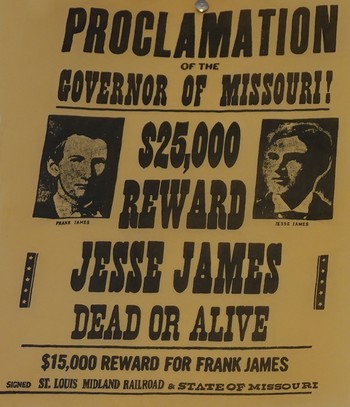 PROCLAMATION
OF THE
GOVERNOR OF MISSOURI!
$25,000
REWARD
FRANK JAMES
JESSE JAMES
JESSE JAMES
DEAD OR ALIVE
$15,000 REWARD FOR FRANK JAMES
SIGNED ST. LOUIS MIDLAND RAILROAD & STATE OF MISSOURI